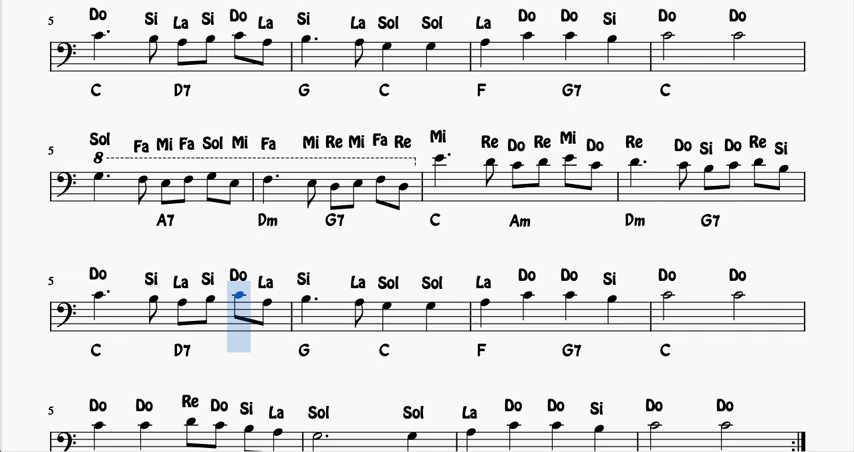 5 Do Si La Si Do La Si La Sol Sol La Do Do Si Do Do
C D7 G C F G7 C
5 Sol Fa Mi Fa Sol Mi Fa Mi Re Mi Fa Re Mi Re Do Re Mi Do Re Do Si Do Re Si
8
A7 Dm G7 C Am Dm G7
5 Do Si La Si Do La Si La Sol Sol La Do Do Si Do Do
C D7 G C F G7 C
5 Do Do Re Do Si La Sol Sol La Do Do Si Do Do